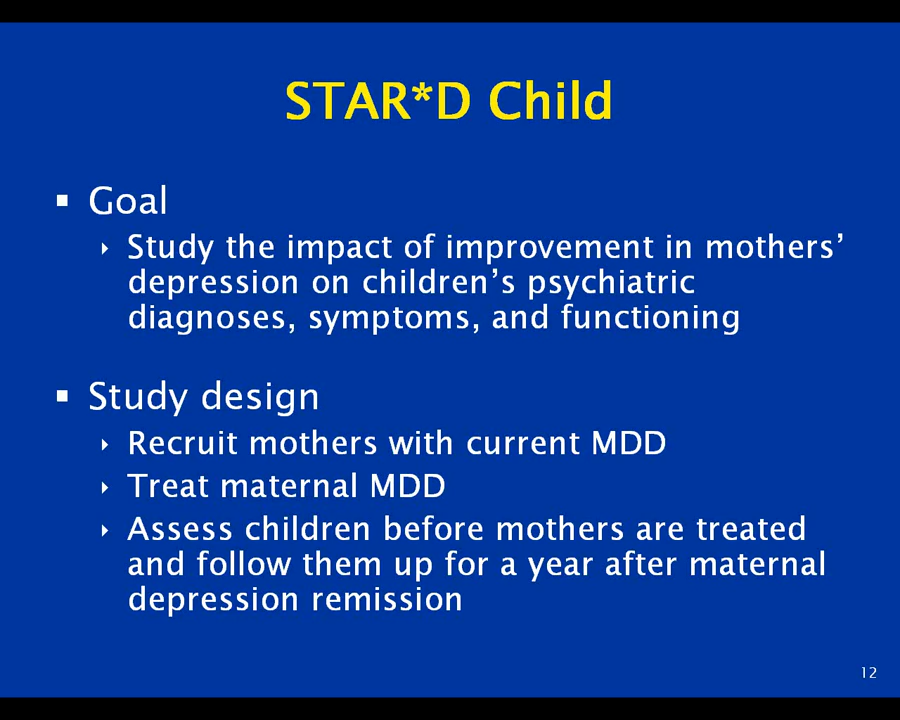 STAR*D Child
▪ Goal
‣ Study the impact of improvement in mothers’
depression on children’s psychiatric
diagnoses, symptoms, and functioning
▪ Study design
‣ Recruit mothers with current MDD
‣ Treat maternal MDD
‣ Assess children before mothers are treated
and follow them up for a year after maternal
depression remission
12